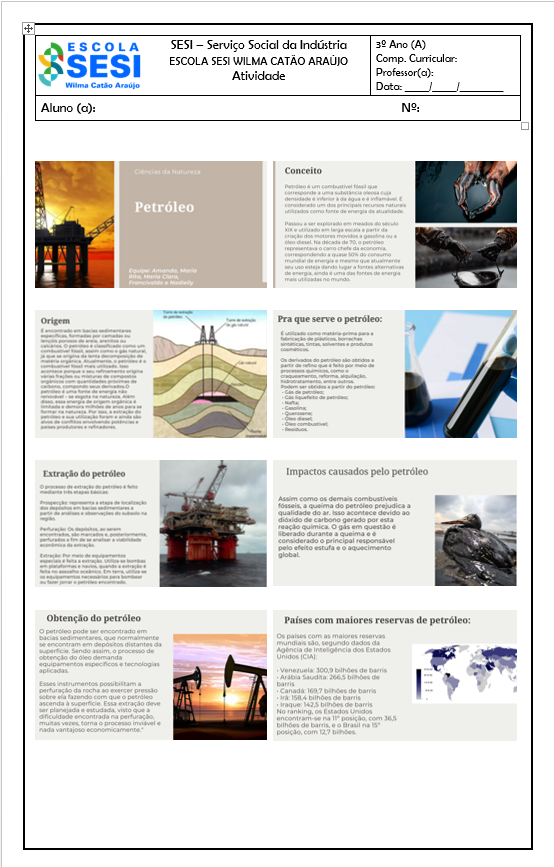 ESCOLA
SESI
Wilma Catão Araújo
SESI – Serviço Social da Indústria
ESCOLA SESI WILMA CATÃO ARAÚJO
Atividade
3º Ano (A)
Comp. Curricular:
Professor(a):
Data: ____/____/_______
Aluno (a):
Nº:
Ciências da Natureza
Petróleo
Equipe: Amanda, Maria
Rita, Maria Clara,
Francivaldo e Nadielly
Conceito
Petróleo é um combustível fóssil que
corresponde a uma substância oleosa cuja
densidade é inferior à da água e é inflamável. É
considerado um dos principais recursos naturais
utilizados como fonte de energia da atualidade.
Passou a ser explorado em meados do século
XIX e utilizado em larga escala a partir da
criação dos motores movidos a gasolina ou a
óleo diesel. Na década de 70, o petróleo
representava o carro chefe da economia,
correspondendo a quase 50% do consumo
mundial de energia e mesmo que atualmente
seu uso esteja dando lugar a fontes alternativas
de energia, ainda é uma das fontes de energia
mais utilizadas no mundo.
Origem
É encontrado em bacias sedimentares
específicas, formadas por camadas ou
lençóis porosos de areia, arenitos ou
calcários. O petróleo é classificado como um
combustível fóssil, assim como o gás natural,
já que se origina da lenta decomposição de
matéria orgânica. Atualmente, o petróleo é o
combustível fóssil mais utilizado. Isso
acontece porque o seu refinamento origina
várias frações ou misturas de compostos
orgânicos com quantidades próximas de
carbono, compondo seus derivados.O
petróleo é uma fonte de energia não
renovável – se esgota na natureza. Além
disso, essa energia de origem orgânica é
limitada e demora milhões de anos para se
formar na natureza. Por isso, a extração do
petróleo e sua utilização foram e ainda são
alvos de conflitos envolvendo potências e
países produtores e refinadores.
Torre de extração
do petróleo
Torre de extração
de gás natural
Gás natural
Pra que serve o petróleo:
É utilizado como matéria-prima para a
fabricação de plásticos, borrachas
sintéticas, tintas, solventes e produtos
cosméticos.
Os derivados do petróleo são obtidos a
partir de refino que é feito por meio de
processos químicos, como o
craqueamento, reforma, alquilação,
hidrotratamento, entre outros.
Podem ser obtidos a partir do petróleo:
- Gás de petróleo;
- Gás liquefeito de petróleo;
- Nafta;
- Gasolina;
- Querosene;
- Óleo diesel;
- Óleo combustível;
- Resíduos.
Extração do petróleo
O processo de extração do petróleo é feito
mediante três etapas básicas:
Prospecção: representa a etapa de localização
dos depósitos em bacias sedimentares a
partir de análises e observações do subsolo na
região.
Perfuração: Os depósitos, ao serem
encontrados, são marcados e, posteriormente,
perfurados a fim de se analisar a viabilidade
econômica da extração.
Extração: Por meio de equipamentos
especiais é feita a extração. Utiliza-se bombas
em plataformas e navios, quando a extração é
feita no assoalho oceânico. Em terra, utiliza-se
os equipamentos necessários para bombear
ou fazer jorrar o petróleo encontrado.
Impactos causados pelo petróleo
Assim como os demais combustíveis
fósseis, a queima do petróleo prejudica a
qualidade do ar. Isso acontece devido ao
dióxido de carbono gerado por esta
reação química. O gás em questão é
liberado durante a queima e é
considerado o principal responsável
pelo efeito estufa e o aquecimento
global.
Obtenção do petróleo
O petróleo pode ser encontrado em
bacias sedimentares, que normalmente
se encontram em depósitos distantes da
superfície. Sendo assim, o processo de
obtenção do óleo demanda
equipamentos específicos e tecnologias
aplicadas.
Esses instrumentos possibilitam a
perfuração da rocha ao exercer pressão
sobre ela fazendo com que o petróleo
ascenda à superfície. Essa extração deve
ser planejada e estudada, visto que a
dificuldade encontrada na perfuração,
muitas vezes, torna o processo inviável e
nada vantajoso economicamente."
Países com maiores reservas de petróleo:
Os países com as maiores reservas
mundiais são, segundo dados da
Agência de Inteligência dos Estados
Unidos (CIA):
• Venezuela: 300,9 bilhões de barris
• Arábia Saudita: 266,5 bilhões de
barris
• Canadá: 169,7 bilhões de barris
• Irã: 158,4 bilhões de barris
• Iraque: 142,5 bilhões de barris
No ranking, os Estados Unidos
encontram-se na 11ª posição, com 36,5
bilhões de barris, e o Brasil na 15ª
posição, com 12,7 bilhões.